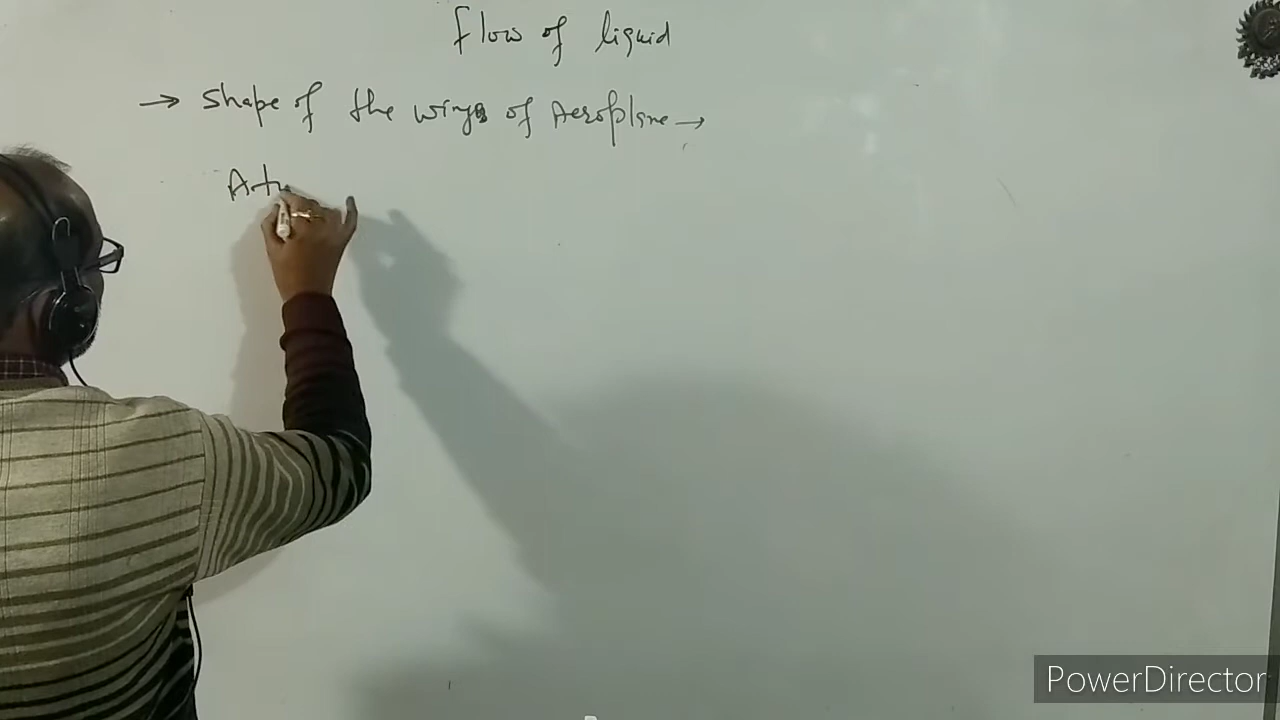 Flow of liquid
→ Shape of the wings of Aeroplane →
PowerDirector